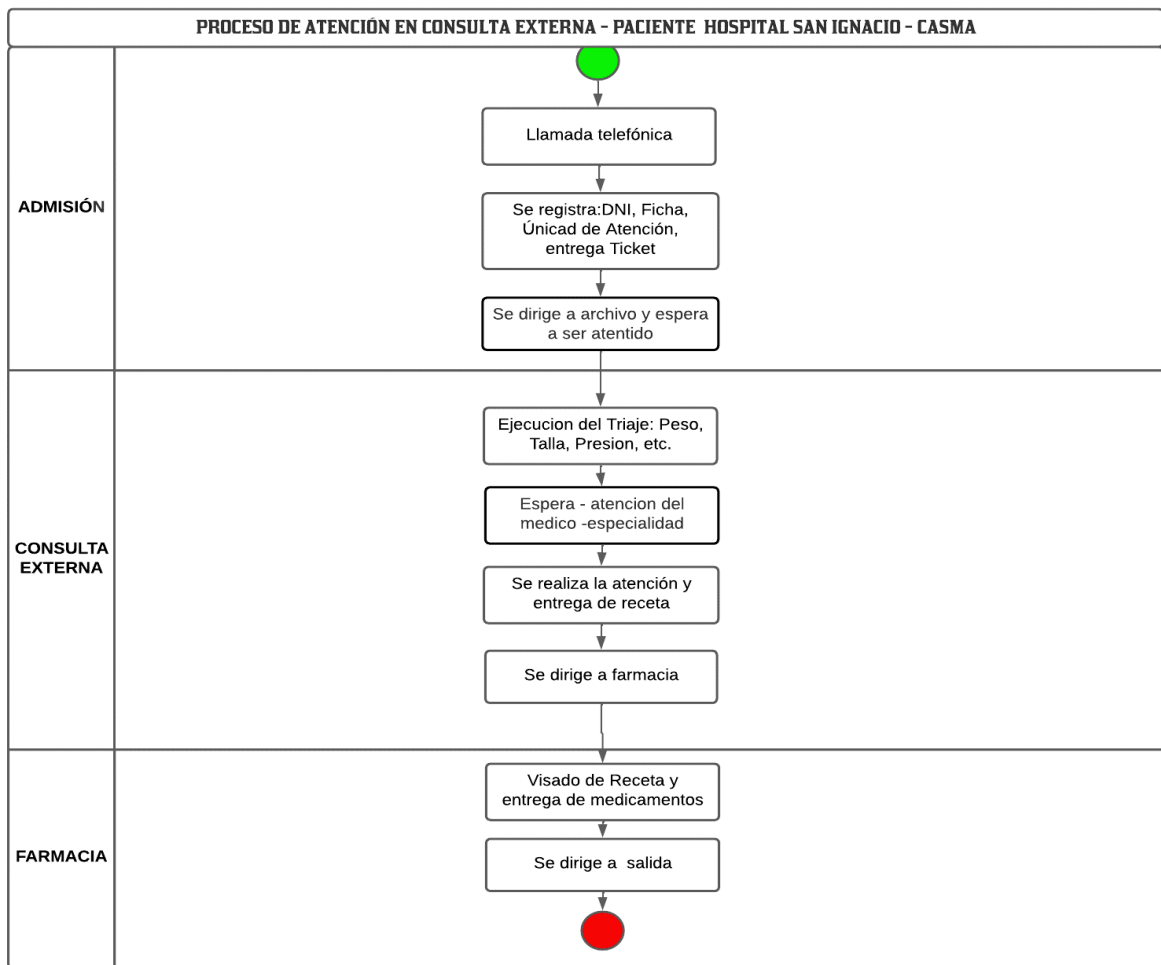 PROCESO DE ATENCIÓN EN CONSULTA EXTERNA - PACIENTE HOSPITAL SAN IGNACIO - CASMA
ADMISIÓN
Llamada telefónica
Se registra:DNI, Ficha,
Únicad de Atención,
entrega Ticket
Se dirige a archivo y espera
a ser atentido
CONSULTA
EXTERNA
Ejecucion del Triaje: Peso,
Talla, Presion, etc.
Espera - atencion del
medico -especialidad
Se realiza la atención y
entrega de receta
Se dirige a farmacia
FARMACIA
Visado de Receta y
entrega de medicamentos
Se dirige a salida